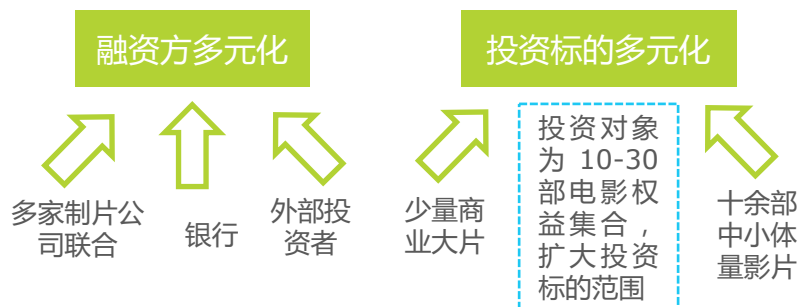 融资方多元化
投资标的多元化
多家制片公
司联合
银行
外部投
资者
少量商
业大片
投资对象
为 10-30
部电影权
益集合，
扩大投资
标的范围
十余部
中小体
量影片